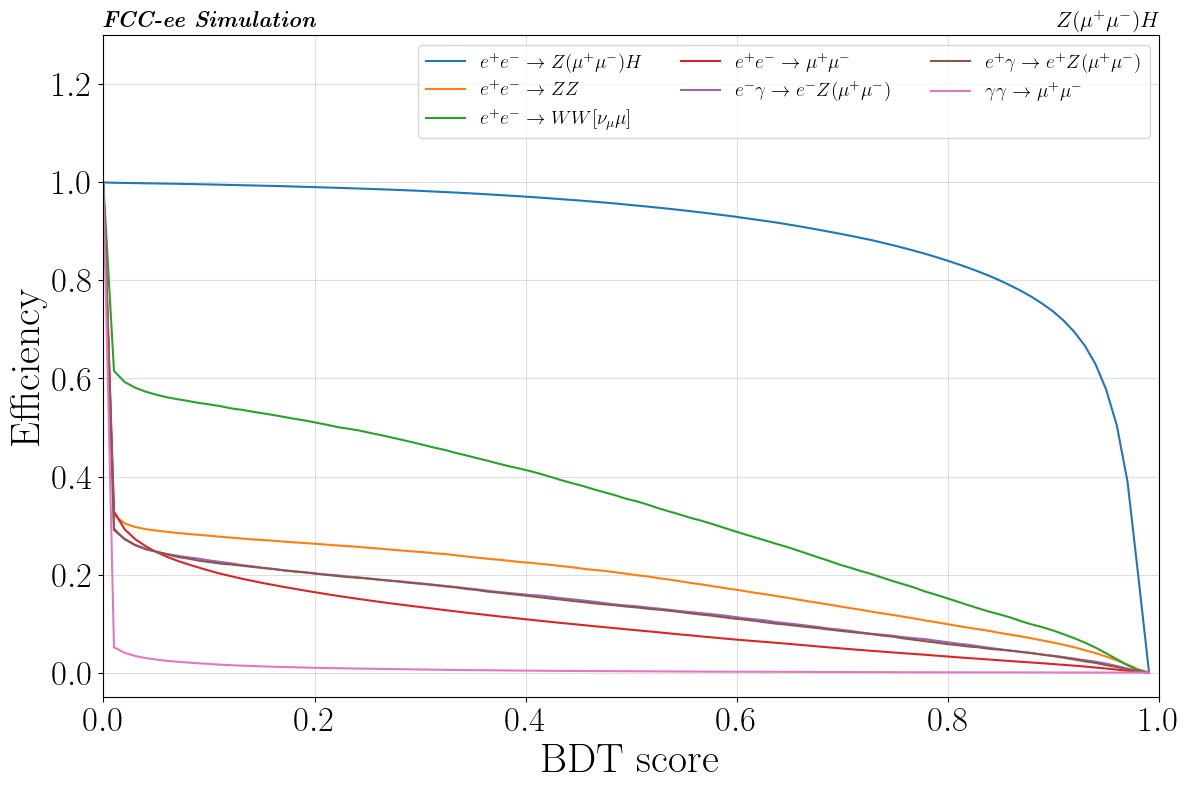 FCC-ee Simulation
Z(μ⁺μ⁻)H
e⁺e⁻ → Z(μ⁺μ⁻)H
e⁺e⁻ → ZZ
e⁺e⁻ → WW[ν_μμ]
e⁺e⁻ → μ⁺μ⁻
e⁻γ → e⁻Z(μ⁺μ⁻)
e⁺γ → e⁺Z(μ⁺μ⁻)
γγ → μ⁺μ⁻
Efficiency
1.2
1.0
0.8
0.6
0.4
0.2
0.0
0.0 0.2 0.4 0.6 0.8 1.0
BDT score